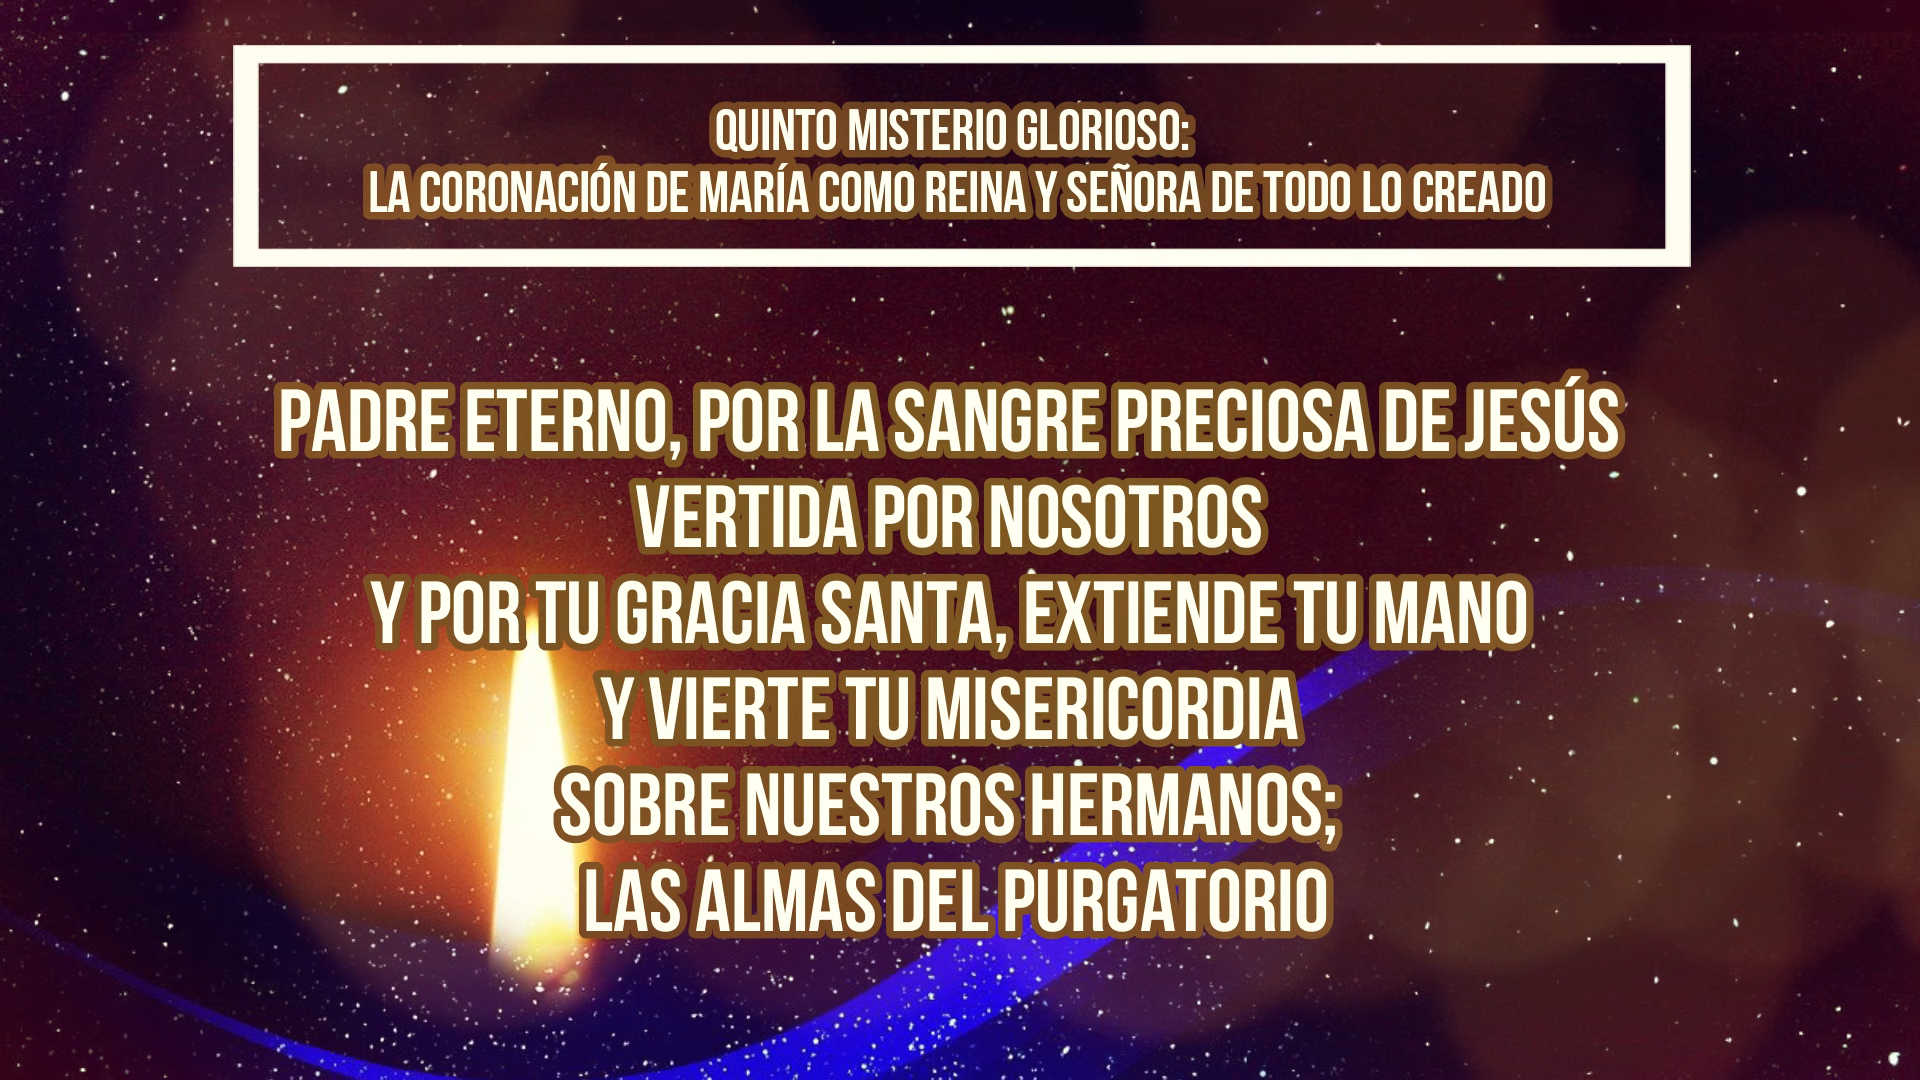 QUINTO MISTERIO GLORIOSO:
LA CORONACIÓN DE MARÍA COMO REINA Y SEÑORA DE TODO LO CREADO
PADRE ETERNO, POR LA SANGRE PRECIOSA DE JESÚS
VERTIDA POR NOSOTROS
Y POR TU GRACIA SANTA, EXTIENDE TU MANO
Y VIERTE TU MISERICORDIA
SOBRE NUESTROS HERMANOS;
LAS ALMAS DEL PURGATORIO